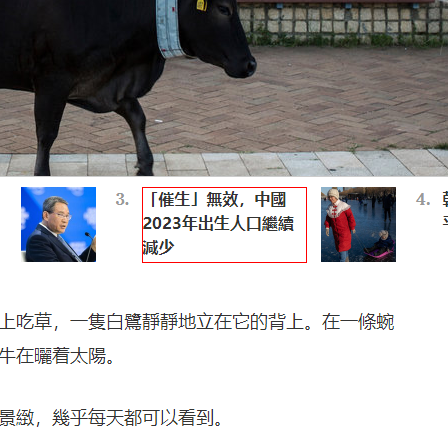 3.
「催生」無效，中國
2023年出生人口繼續
減少
4.
上吃草，一隻白鷺靜靜地立在它的背上。在一條蜿
牛在曬着太陽。
景緻，幾乎每天都可以看到。